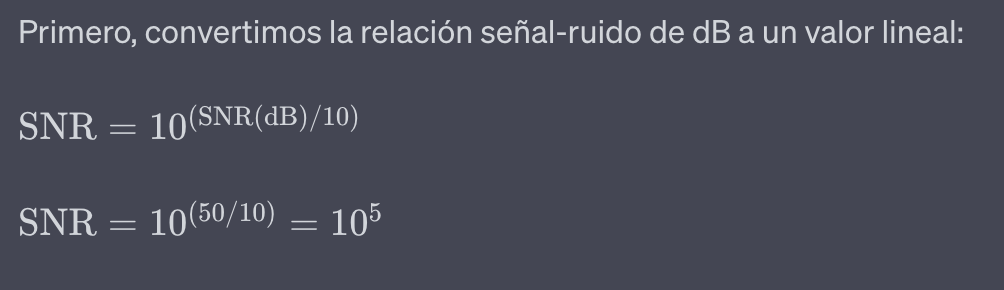 Primero, convertimos la relación señal-ruido de dB a un valor lineal:
SNR = 10^(SNR(dB)/10)
SNR = 10^(50/10) = 10^5